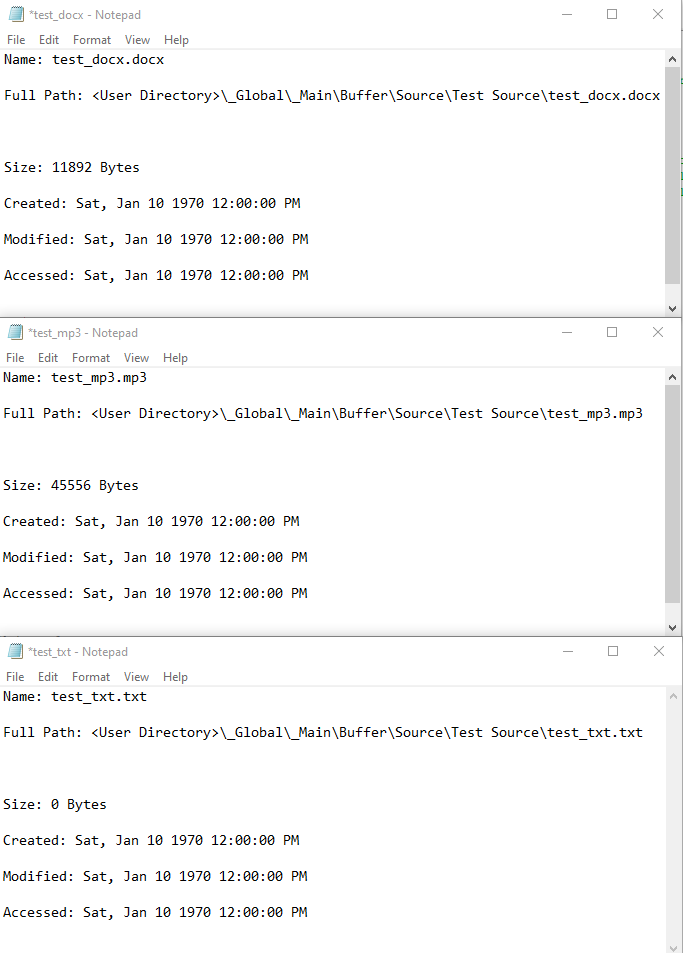 *test_docx - Notepad
File Edit Format View Help
Name: test_docx.docx
Full Path: <User Directory>\_Global\_Main\Buffer\Source\Test Source\test_docx.docx
Size: 11892 Bytes
Created: Sat, Jan 10 1970 12:00:00 PM
Modified: Sat, Jan 10 1970 12:00:00 PM
Accessed: Sat, Jan 10 1970 12:00:00 PM
*test_mp3 - Notepad
File Edit Format View Help
Name: test_mp3.mp3
Full Path: <User Directory>\_Global\_Main\Buffer\Source\Test Source\test_mp3.mp3
Size: 45556 Bytes
Created: Sat, Jan 10 1970 12:00:00 PM
Modified: Sat, Jan 10 1970 12:00:00 PM
Accessed: Sat, Jan 10 1970 12:00:00 PM
*test_txt - Notepad
File Edit Format View Help
Name: test_txt.txt
Full Path: <User Directory>\_Global\_Main\Buffer\Source\Test Source\test_txt.txt
Size: 0 Bytes
Created: Sat, Jan 10 1970 12:00:00 PM
Modified: Sat, Jan 10 1970 12:00:00 PM
Accessed: Sat, Jan 10 1970 12:00:00 PM